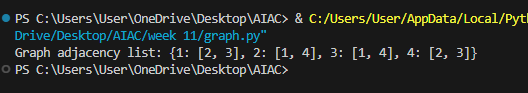 PS C:\Users\User\OneDrive\Desktop\AIAC> & C:/Users/User/AppData/Local/Pyth
Drive/Desktop/AIAC/week 11/graph.py"
Graph adjacency list: {1: [2, 3], 2: [1, 4], 3: [1, 4], 4: [2, 3]}
PS C:\Users\User\OneDrive\Desktop\AIAC>